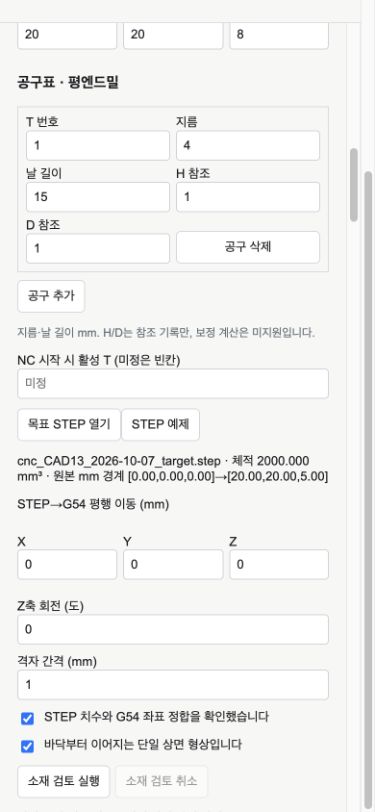 20 20 8
공구표 · 평엔드밀
T 번호 지름
1 4
날 길이 H 참조
15 1
D 참조
1 공구 삭제
공구 추가
지름·날 길이 mm. H/D는 참조 기록만, 보정 계산은 미지원입니다.
NC 시작 시 활성 T (미정은 빈칸)
미정
목표 STEP 열기 STEP 예제
cnc_CAD13_2026-10-07_target.step · 체적 2000.000
mm³ · 원본 mm 경계 [0.00,0.00,0.00]→[20.00,20.00,5.00]
STEP→G54 평행 이동 (mm)
X Y Z
0 0 0
Z축 회전 (도)
0
격자 간격 (mm)
1
STEP 치수와 G54 좌표 정합을 확인했습니다
바닥부터 이어지는 단일 상면 형상입니다
소재 검토 실행 소재 검토 취소